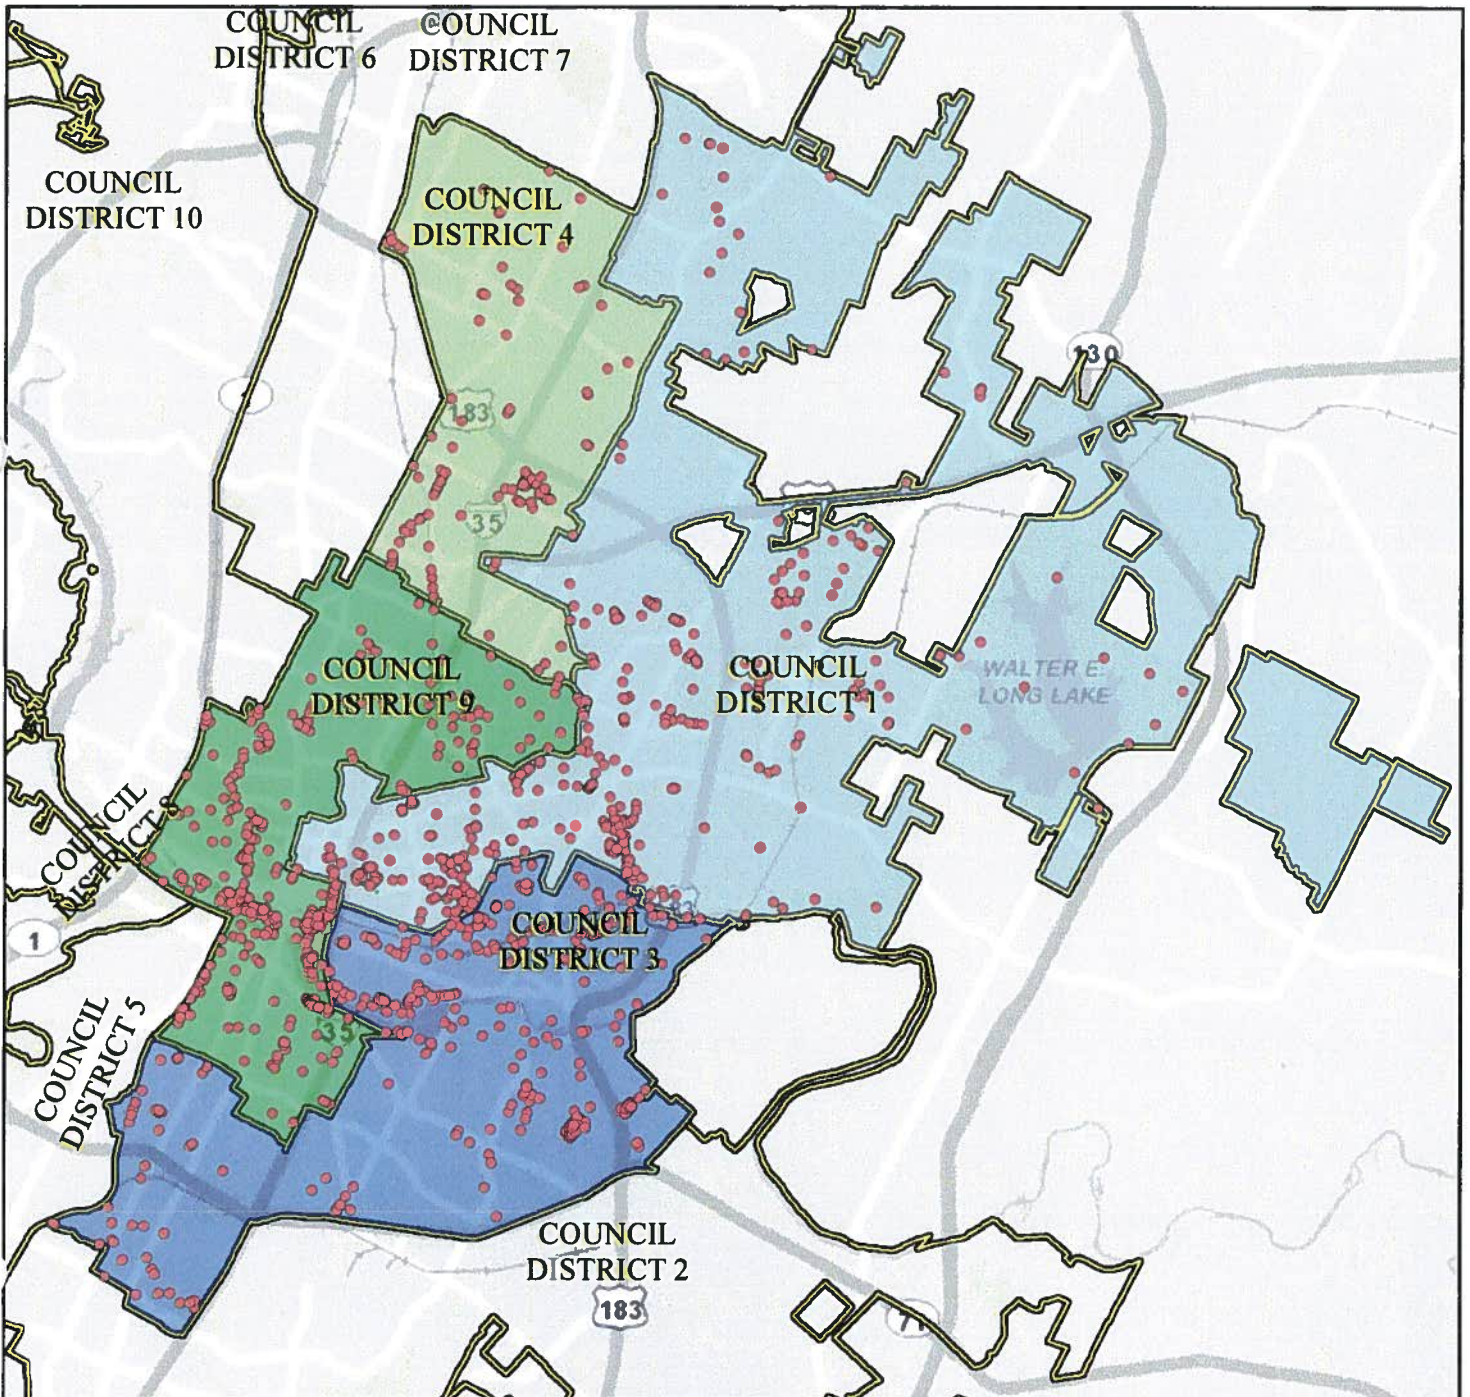 COUNCIL
DISTRICT 6
COUNCIL
DISTRICT 7
COUNCIL
DISTRICT 10
COUNCIL
DISTRICT 4
130
183
35
COUNCIL
DISTRICT 9
COUNCIL
DISTRICT 1
WALTER E.
LONG LAKE
COUNCIL
DISTRICT 8
1
COUNCIL
DISTRICT 3
35
COUNCIL
DISTRICT 5
COUNCIL
DISTRICT 2
183